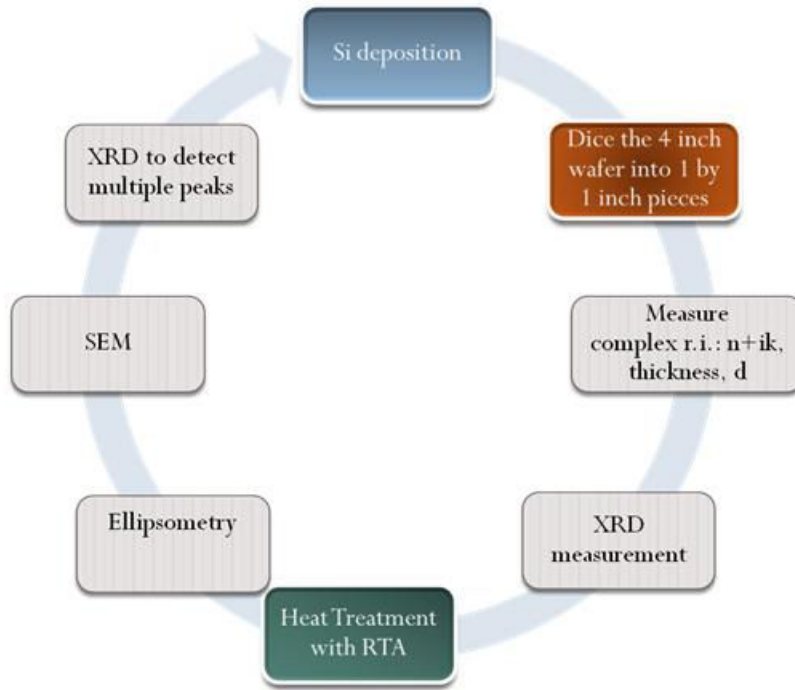 Si deposition
Dice the 4 inch
wafer into 1 by
1 inch pieces
Measure
complex r.i.: n+ik,
thickness, d
XRD
measurement
Heat Treatment
with RTA
Ellipsometry
SEM
XRD to detect
multiple peaks